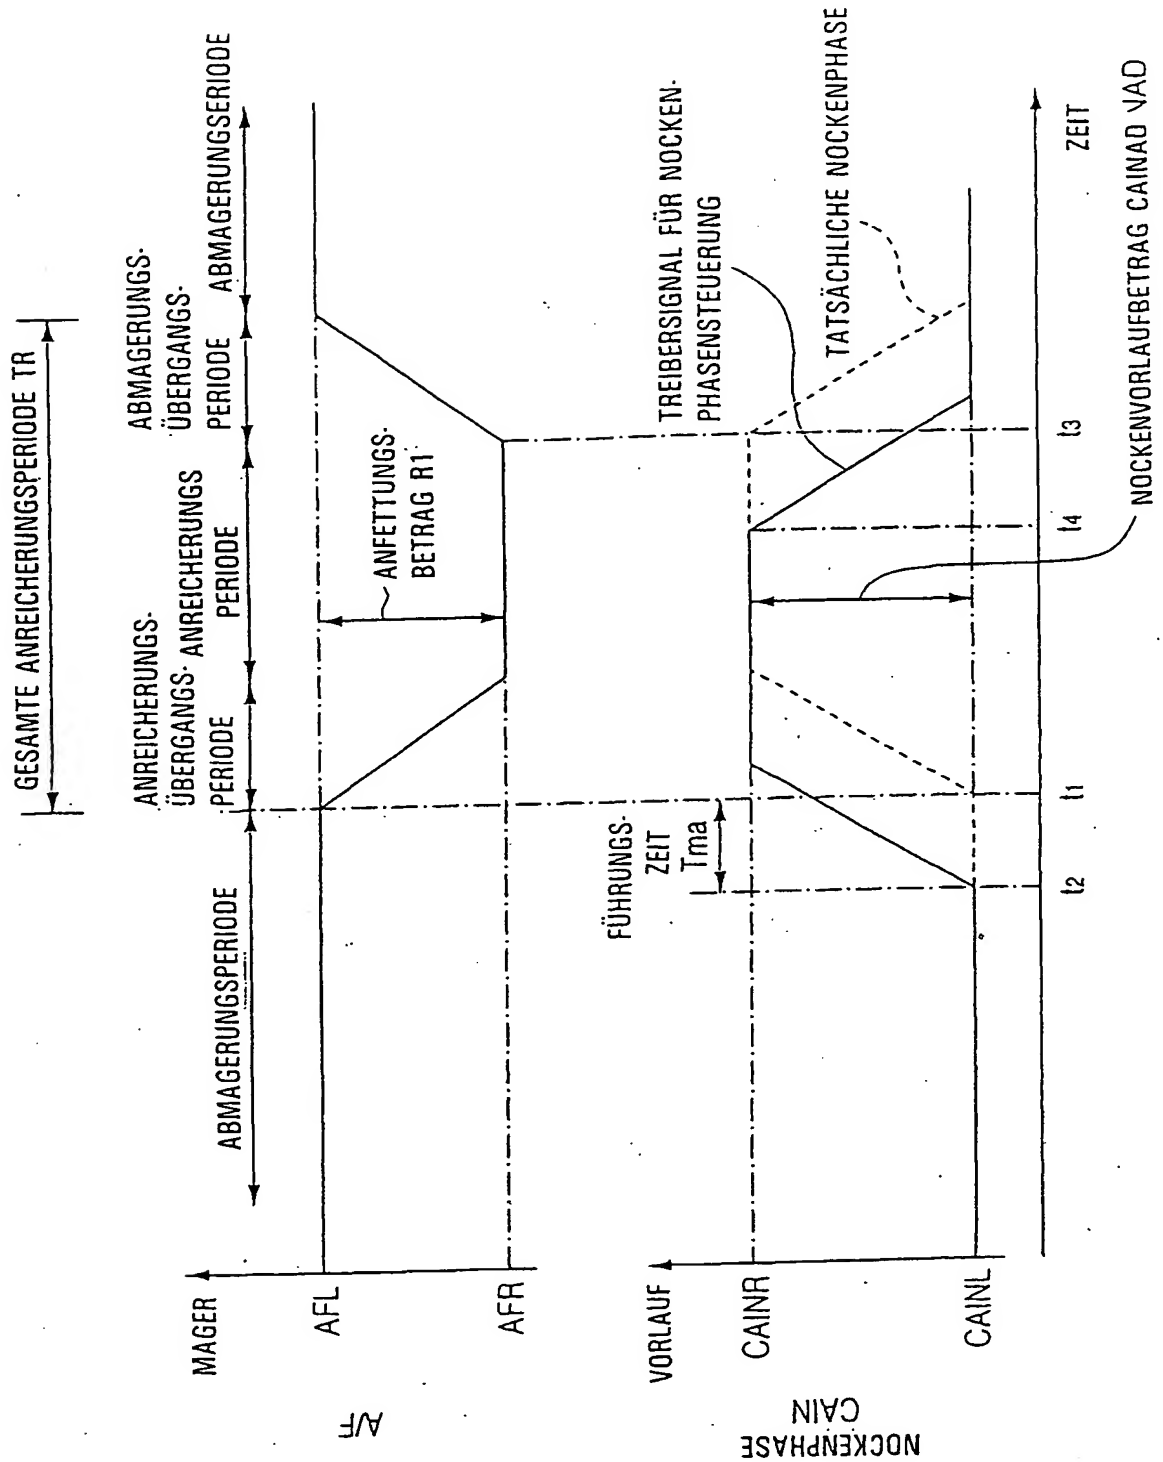 GESAMTE ANREICHERUNGSPERIODE TR
ABMAGERUNGSPERIODE
ANREICHERUNGS-
ÜBERGANGS-
PERIODE
ANREICHERUNGS
PERIODE
ABMAGERUNGS-
ÜBERGANGS-
PERIODE
ABMAGERUNGSERIODE
MAGER
A/F
AFL
AFR
ANFETTUNGS-
BETRAG R1
VORLAUF
NOCKENPHASE
CAIN
CAINR
CAINL
FÜHRUNGS-
ZEIT
Tma
TREIBERSIGNAL FÜR NOCKEN-
PHASENSTEUERUNG
TATSÄCHLICHE NOCKENPHASE
t2
t1
t4
t3
ZEIT
NOCKENVORLAUFBETRAG CAINAD VAD